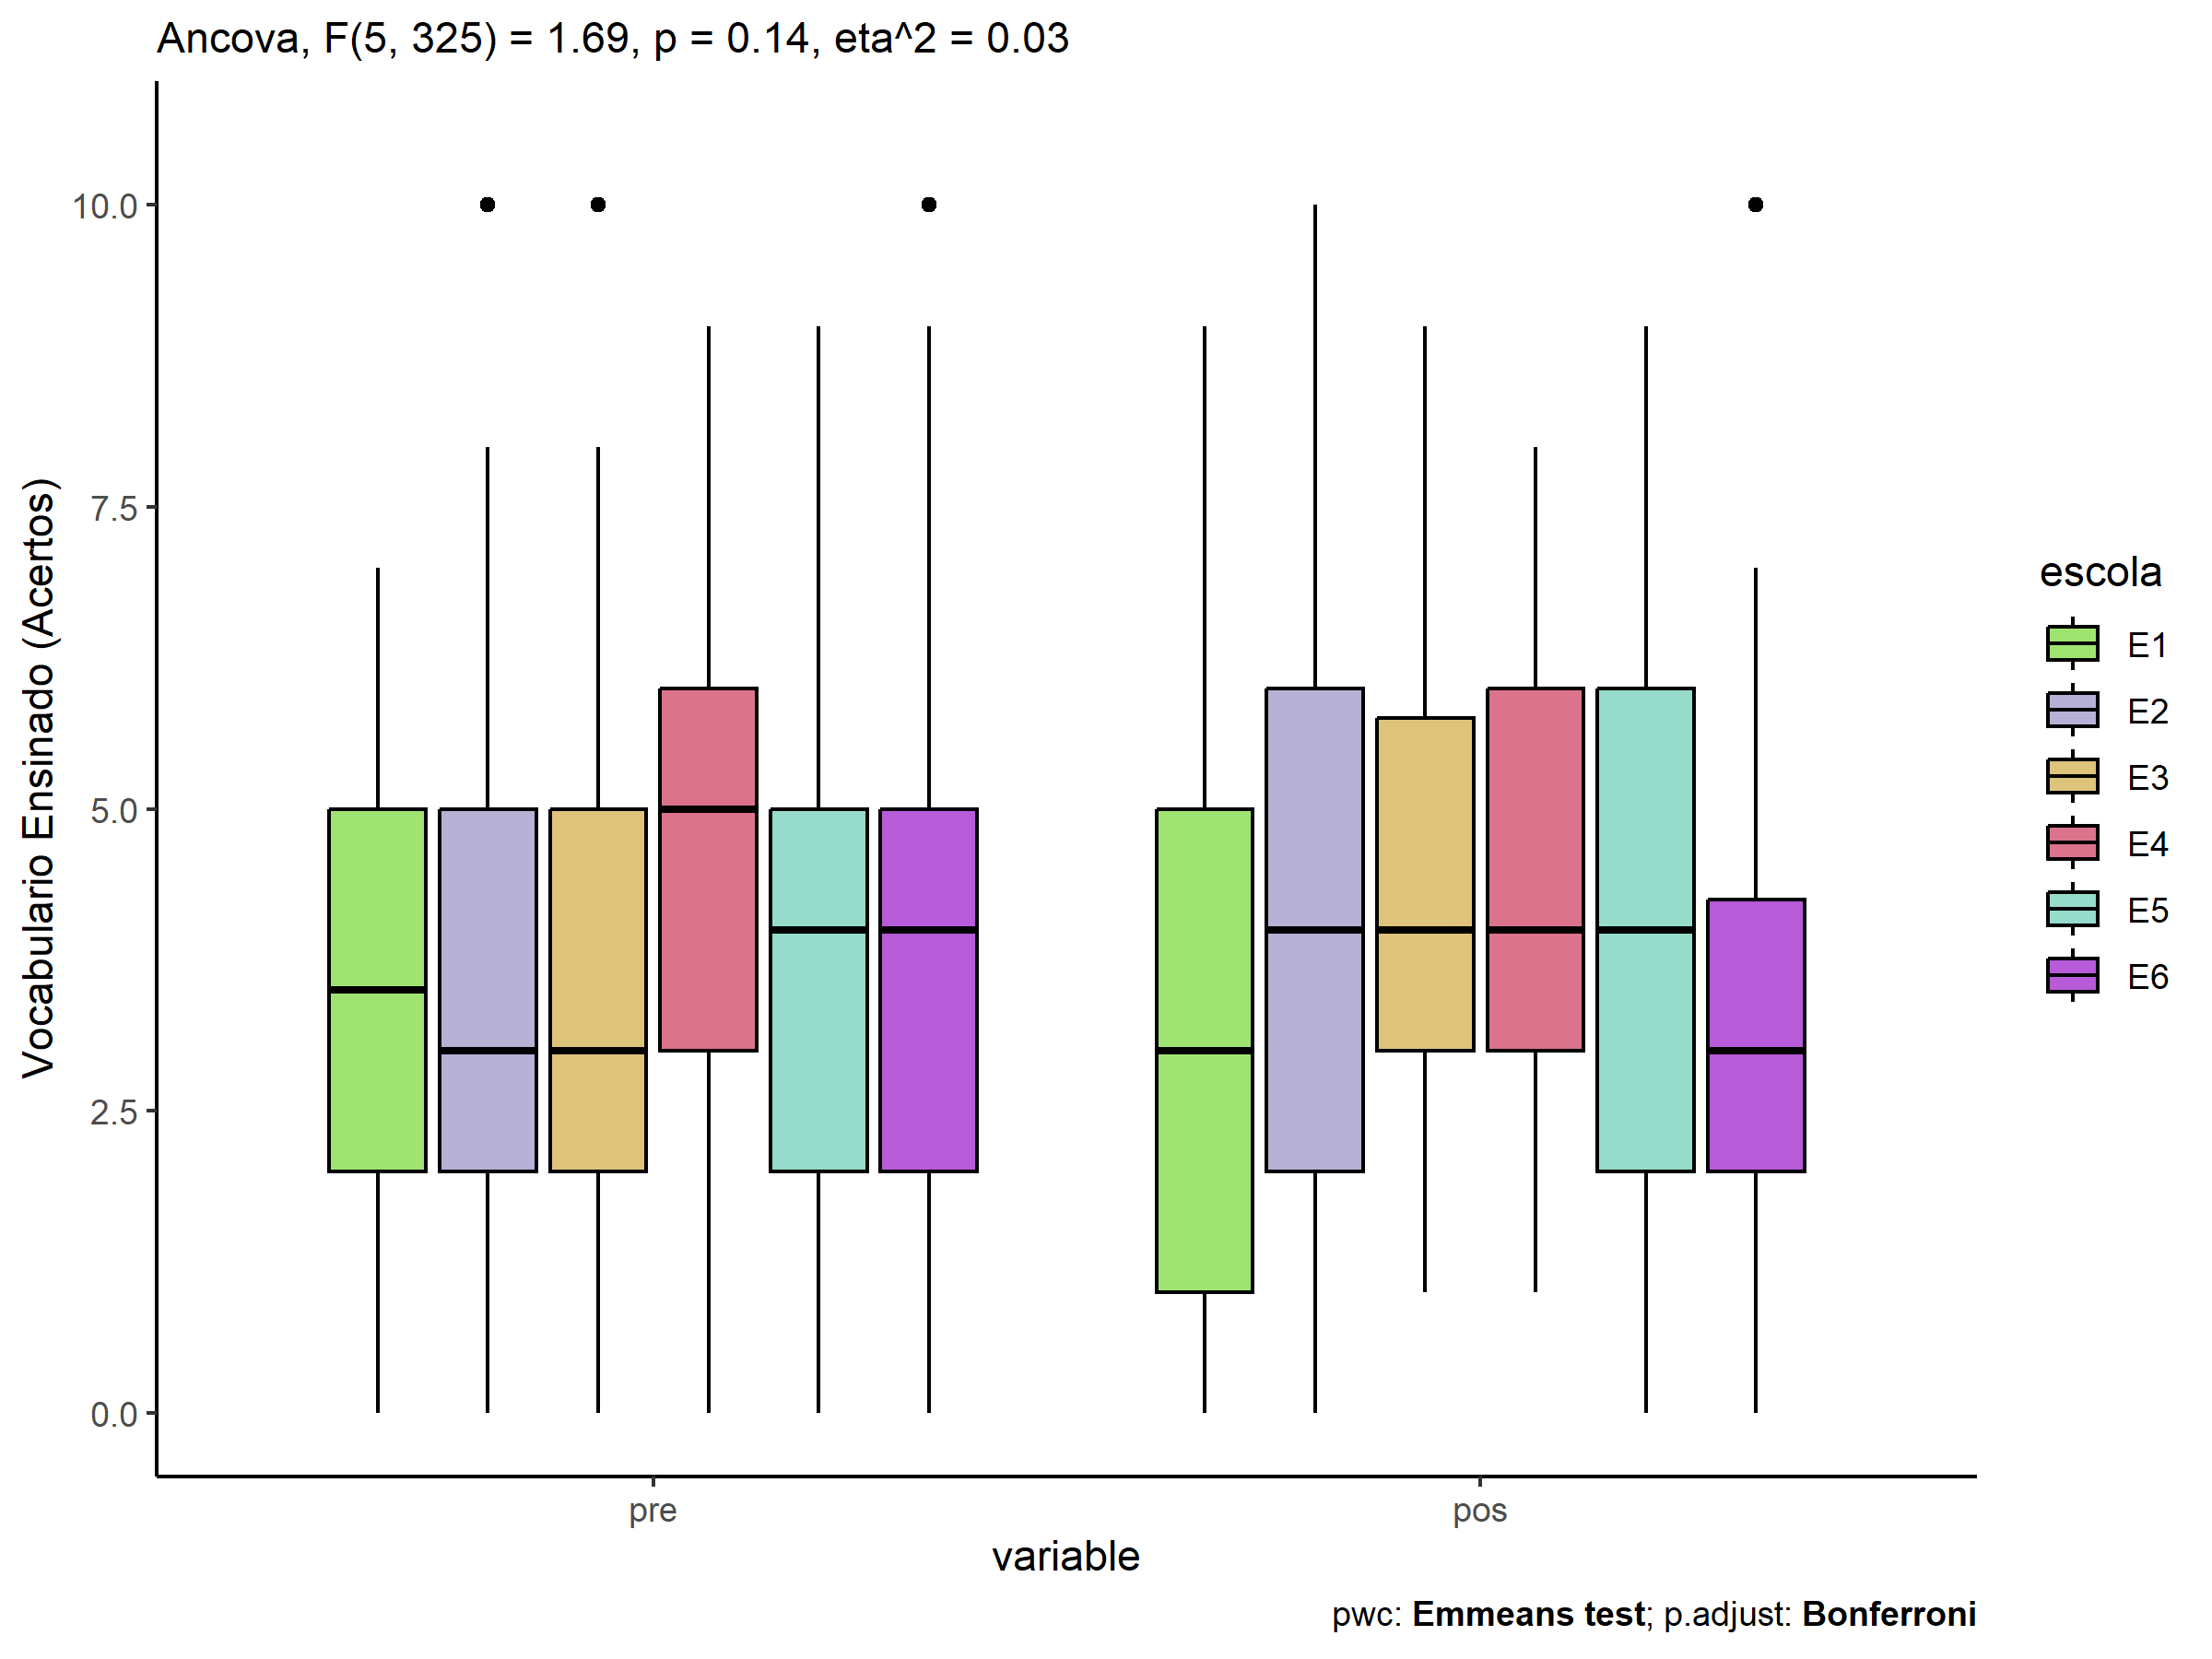 Ancova, F(5, 325) = 1.69, p = 0.14, eta^2 = 0.03
Vocabulario Ensinado (Acertos)
10.0
7.5
5.0
2.5
0.0
pre
pos
variable
escola
E1
E2
E3
E4
E5
E6
pwc: Emmeans test; p.adjust: Bonferroni